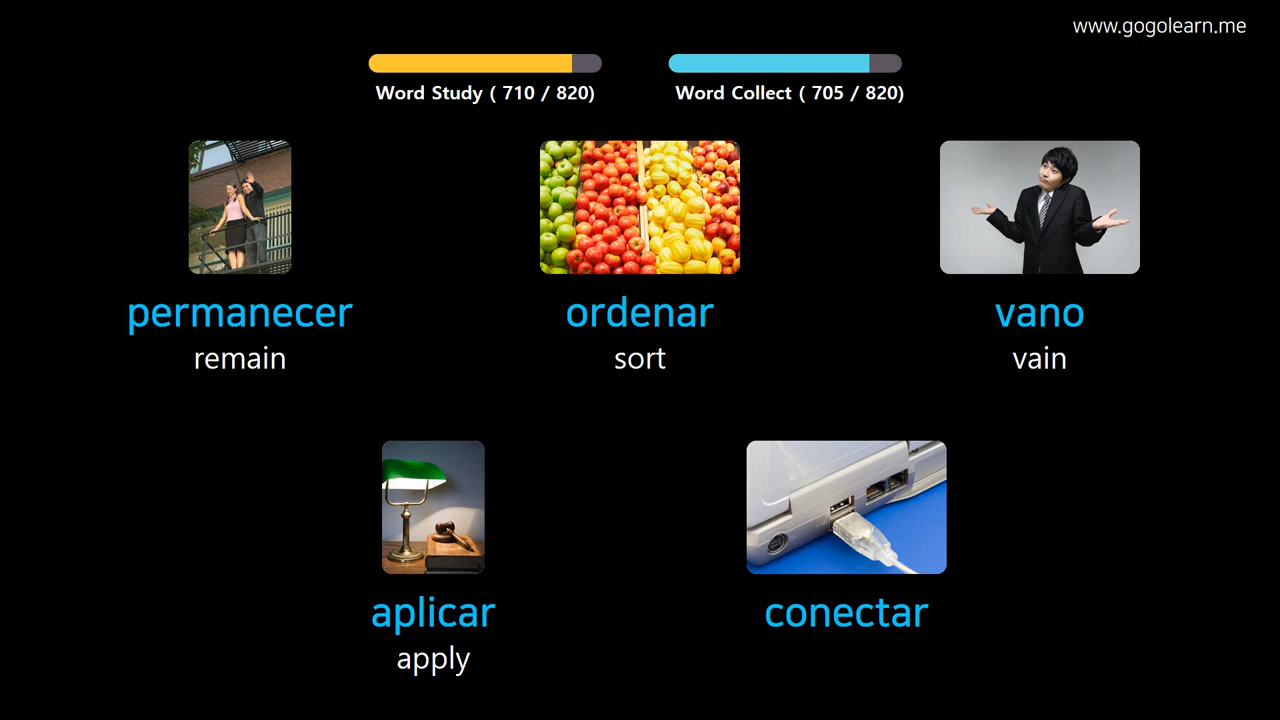 www.gogolearn.me
Word Study ( 710 / 820)
Word Collect ( 705 / 820)
permanecer
remain
ordenar
sort
vano
vain
aplicar
apply
conectar